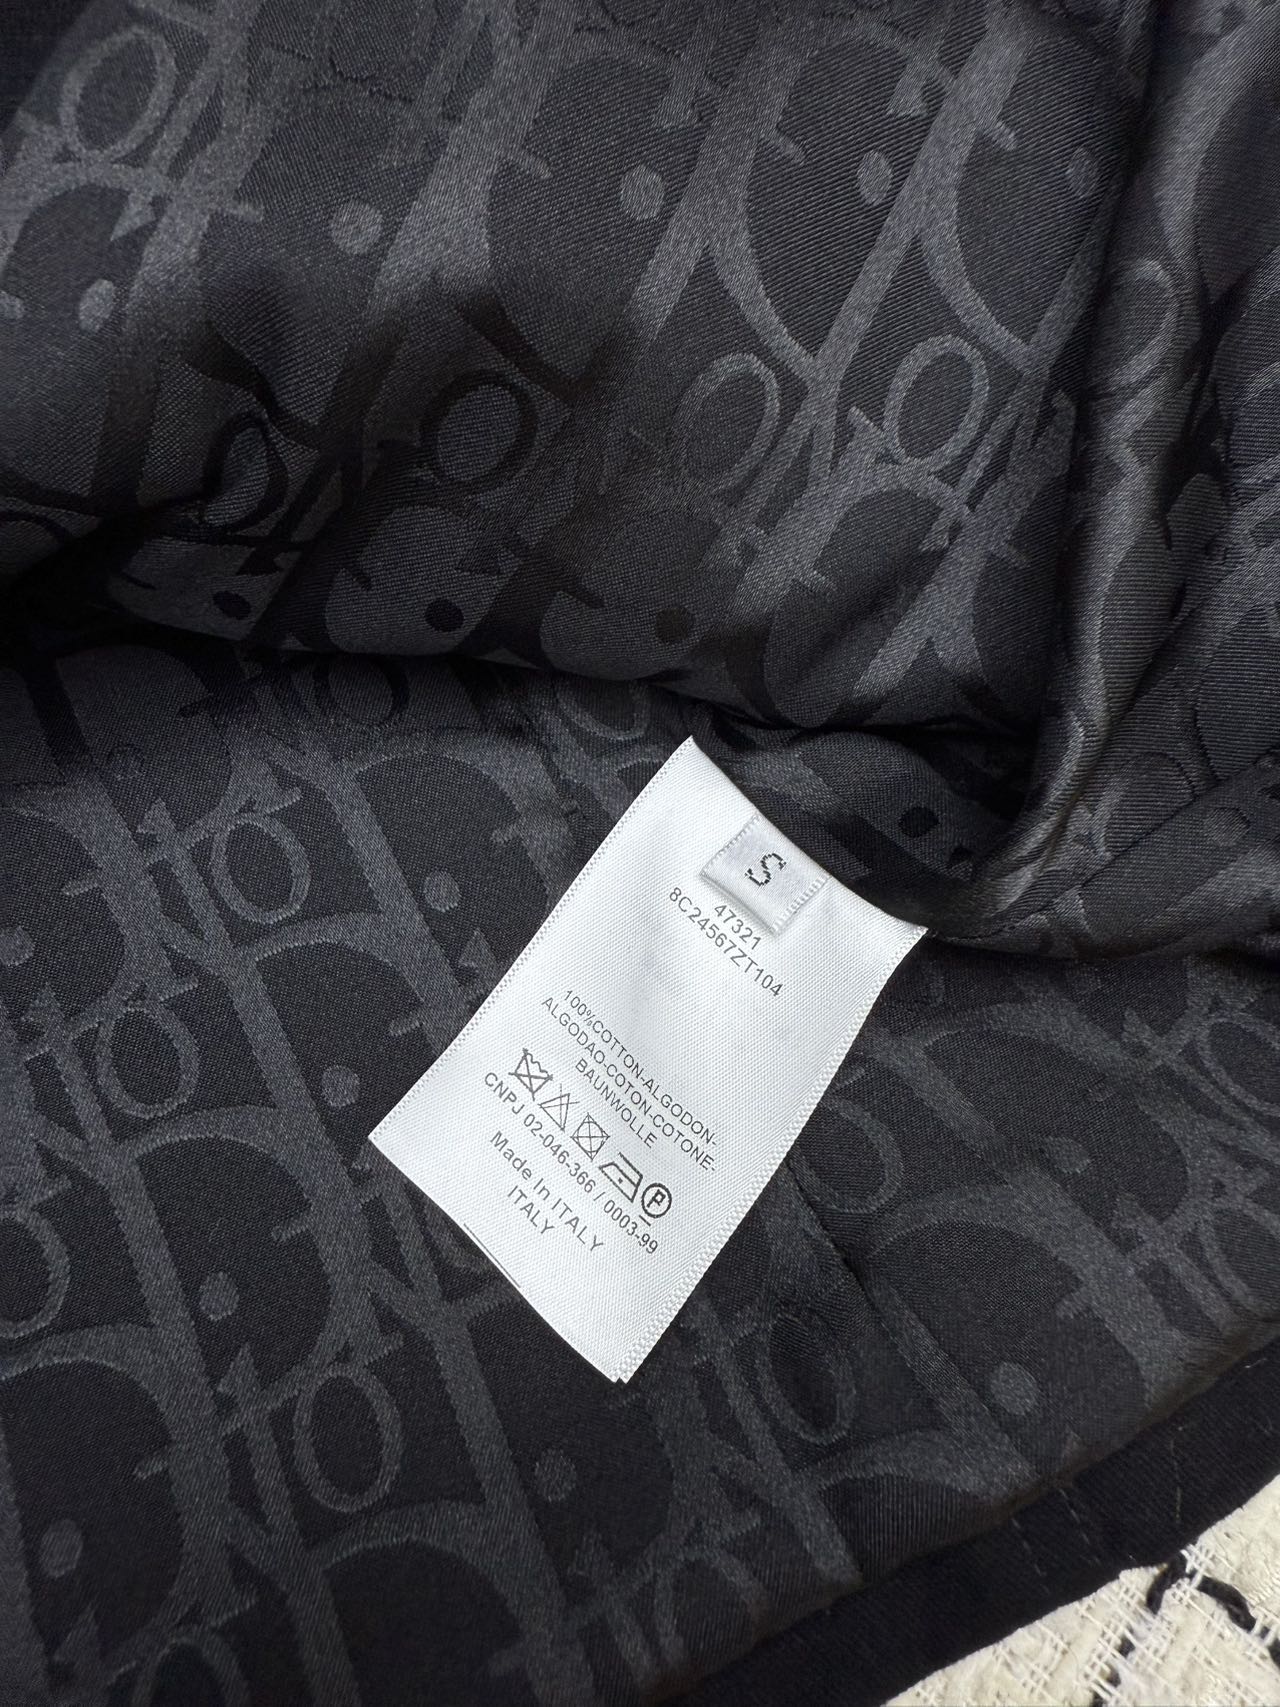 S
47321
8C24567ZT104
100%COTTON-ALGODON-
ALGODAO-COTON-COTONE-
BAUNWOLLE
P
CNPJ 02-046-366 / 0003-99
Made In ITALY
ITALY